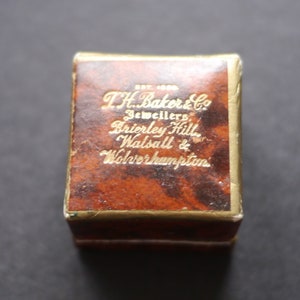 T.H. Baker & Co
Jewellers
Brierley Hill,
Walsall &
Wolverhampton